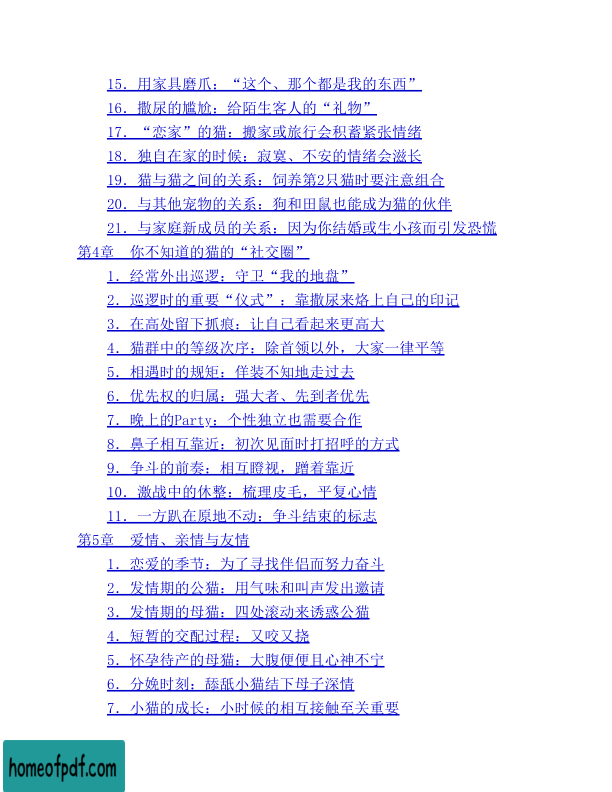 15．用家具磨爪：“这个、那个都是我的东西”
16．撒尿的尴尬：给陌生客人的“礼物”
17．“恋家”的猫：搬家或旅行会积蓄紧张情绪
18．独自在家的时候：寂寞、不安的情绪会滋长
19．猫与猫之间的关系：饲养第2只猫时要注意组合
20．与其他宠物的关系：狗和田鼠也能成为猫的伙伴
21．与家庭新成员的关系：因为你结婚或生小孩而引发恐慌
第4章　你不知道的猫的“社交圈”
1．经常外出巡逻：守卫“我的地盘”
2．巡逻时的重要“仪式”：靠撒尿来烙上自己的印记
3．在高处留下抓痕：让自己看起来更高大
4．猫群中的等级次序：除首领以外，大家一律平等
5．相遇时的规矩：佯装不知地走过去
6．优先权的归属：强大者、先到者优先
7．晚上的Party：个性独立也需要合作
8．鼻子相互靠近：初次见面时打招呼的方式
9．争斗的前奏：相互瞪视，蹭着靠近
10．激战中的休整：梳理皮毛，平复心情
11．一方趴在原地不动：争斗结束的标志
第5章　爱情、亲情与友情
1．恋爱的季节：为了寻找伴侣而努力奋斗
2．发情期的公猫：用气味和叫声发出邀请
3．发情期的母猫：四处滚动来诱惑公猫
4．短暂的交配过程：又咬又挠
5．怀孕待产的母猫：大腹便便且心神不宁
6．分娩时刻：舔舐小猫结下母子深情
7．小猫的成长：小时候的相互接触至关重要
homeofpdf.com